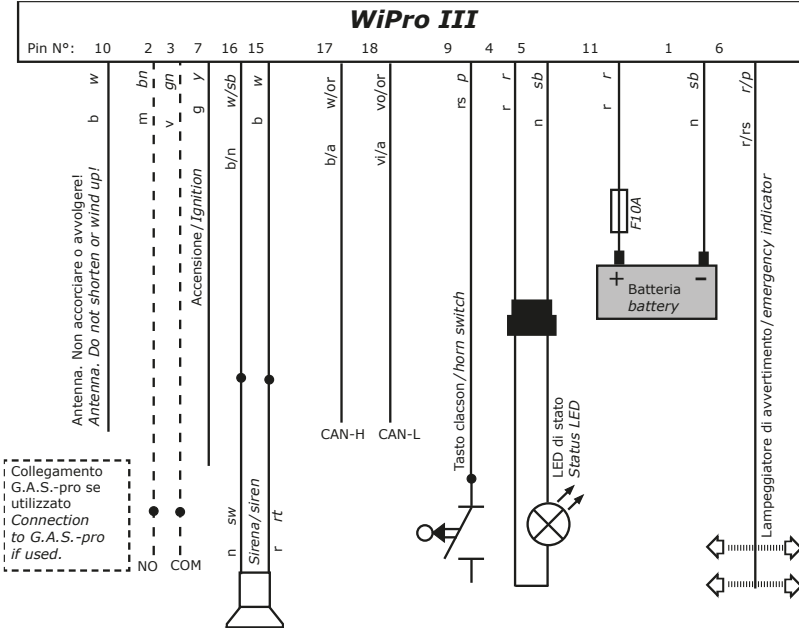 WiPro III
Pin N°: 10 2 3 7 16 15 17 18 9 4 5 11 1 6
b w
m bn
v gn
g y
b/n w/sb
b w
b/a w/or
vi/a vo/or
rs p
r r
n sb
r r
n sb
r/rs r/p
Antenna. Non accorciare o avvolgere!
Antenna. Do not shorten or wind up!
Accensione/Ignition
F10A
+ -
Batteria
battery
CAN-H CAN-L
Tasto clacson/horn switch
LED di stato
Status LED
Lampeggiatore di avvertimento/emergency indicator
Collegamento
G.A.S.-pro se
utilizzato
Connection
to G.A.S.-pro
if used.
NO COM
n sw
Sirena/siren
r rt